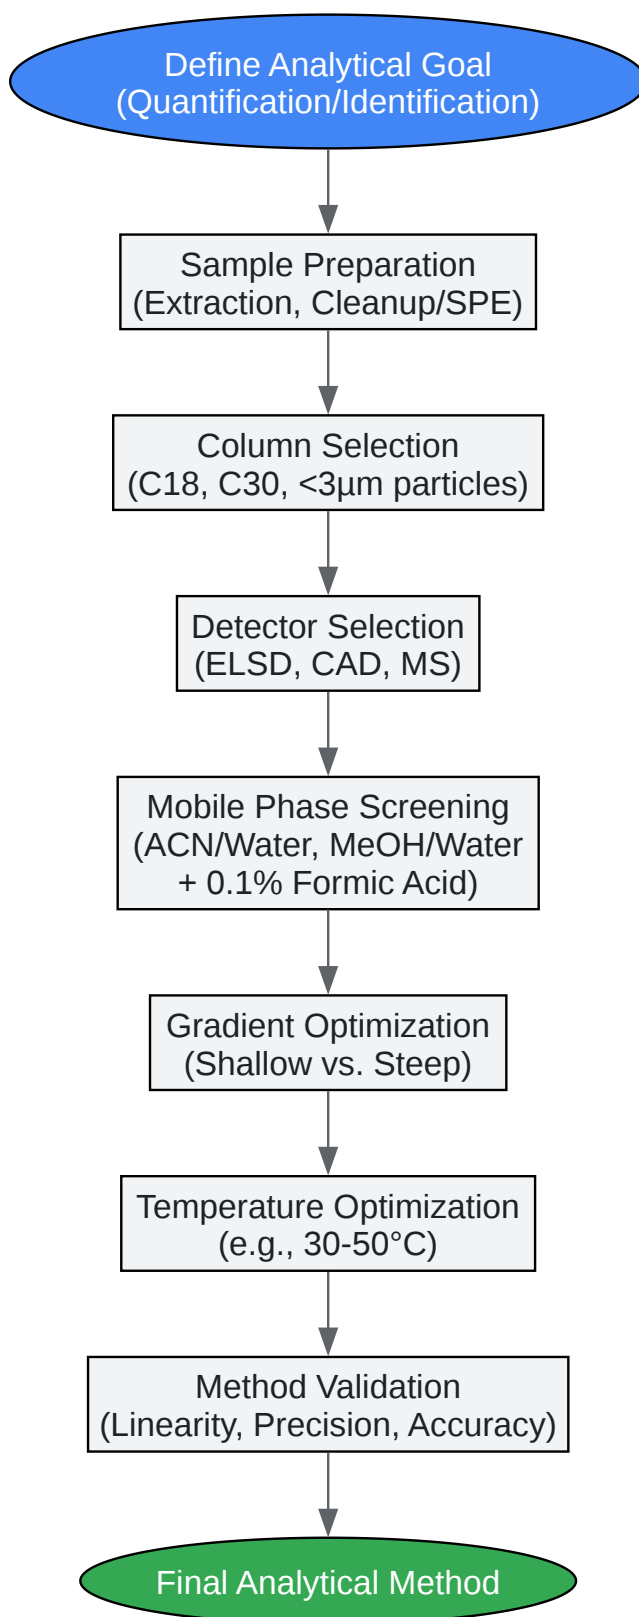 Define Analytical Goal
(Quantification/Identification)
Sample Preparation
(Extraction, Cleanup/SPE)
Column Selection
(C18, C30, <3µm particles)
Detector Selection
(ELSD, CAD, MS)
Mobile Phase Screening
(ACN/Water, MeOH/Water
+ 0.1% Formic Acid)
Gradient Optimization
(Shallow vs. Steep)
Temperature Optimization
(e.g., 30-50°C)
Method Validation
(Linearity, Precision, Accuracy)
Final Analytical Method